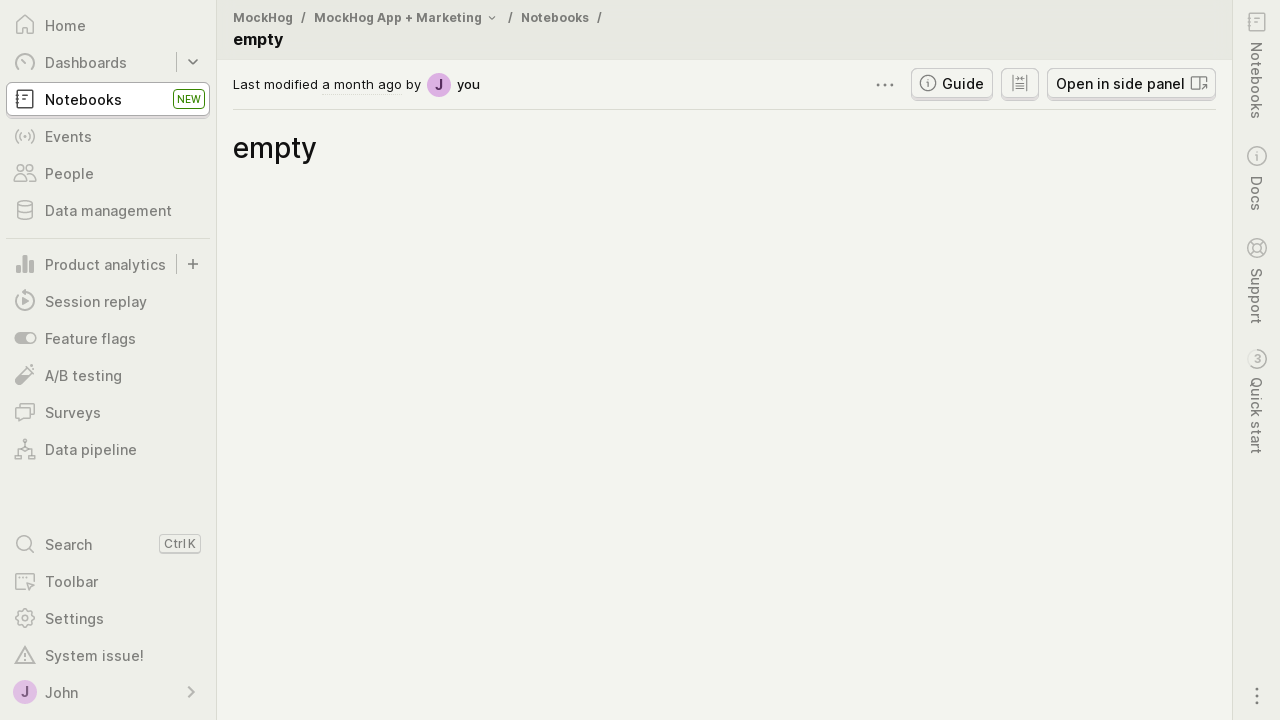 Home
Dashboards
Notebooks NEW
Events
People
Data management
Product analytics
Session replay
Feature flags
A/B testing
Surveys
Data pipeline
Search Ctrl K
Toolbar
Settings
System issue!
J John
MockHog / MockHog App + Marketing / Notebooks /
empty
Last modified a month ago by J you
Guide
Open in side panel
empty
Notebooks
Docs
Support
3 Quick start